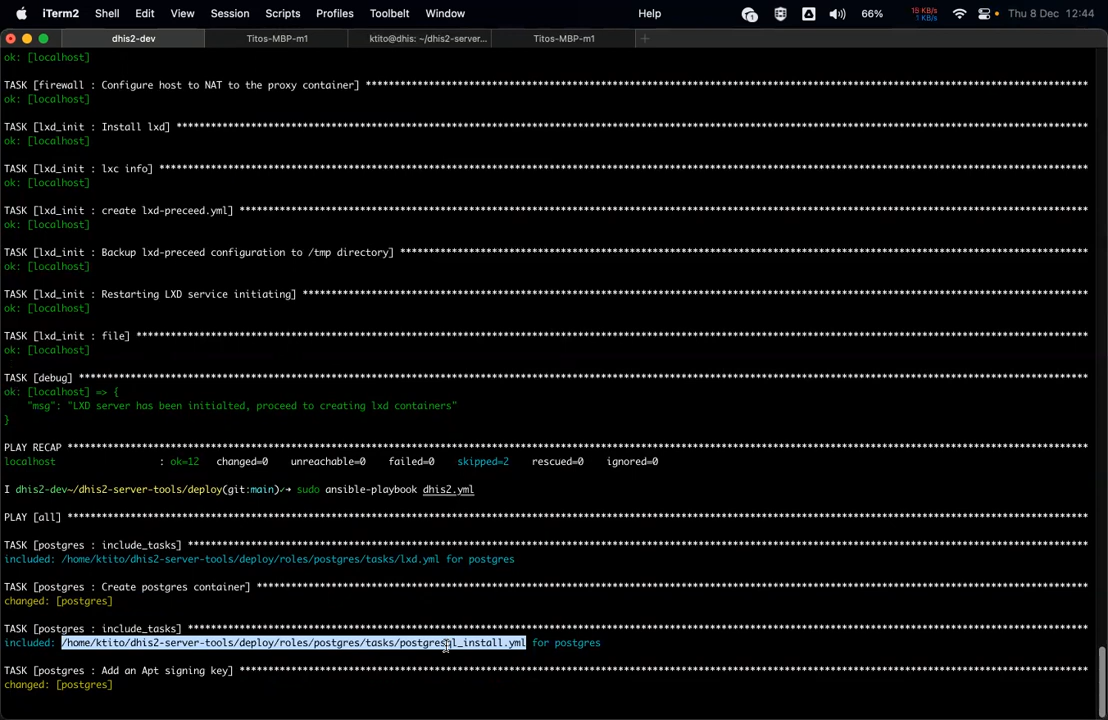 iTerm2 Shell Edit View Session Scripts Profiles Toolbelt Window Help 66% 15 KB/s 1 KB/s Thu 8 Dec 12:44
dhis2-dev Titos-MBP-m1 ktito@dhis: ~/dhis2-server... Titos-MBP-m1 +
ok: [localhost]
TASK [firewall : Configure host to NAT to the proxy container] ****************************************
ok: [localhost]
TASK [lxd_init : Install lxd] ****************************************
ok: [localhost]
TASK [lxd_init : lxc info] ****************************************
ok: [localhost]
TASK [lxd_init : create lxd-preceed.yml] ****************************************
ok: [localhost]
TASK [lxd_init : Backup lxd-preceed configuration to /tmp directory] ****************************************
ok: [localhost]
TASK [lxd_init : Restarting LXD service initiating] ****************************************
ok: [localhost]
TASK [lxd_init : file] ****************************************
ok: [localhost]
TASK [debug] ****************************************
ok: [localhost] => {
"msg": "LXD server has been initialted, proceed to creating lxd containers"
}
PLAY RECAP ****************************************
localhost : ok=12 changed=0 unreachable=0 failed=0 skipped=2 rescued=0 ignored=0
I dhis2-dev~/dhis2-server-tools/deploy(git:main)✓➜ sudo ansible-playbook dhis2.yml
PLAY [all] ****************************************
TASK [postgres : include_tasks] ****************************************
included: /home/ktito/dhis2-server-tools/deploy/roles/postgres/tasks/lxd.yml for postgres
TASK [postgres : Create postgres container] ****************************************
changed: [postgres]
TASK [postgres : include_tasks] ****************************************
included: /home/ktito/dhis2-server-tools/deploy/roles/postgres/tasks/postgresql_install.yml for postgres
TASK [postgres : Add an Apt signing key] ****************************************
changed: [postgres]